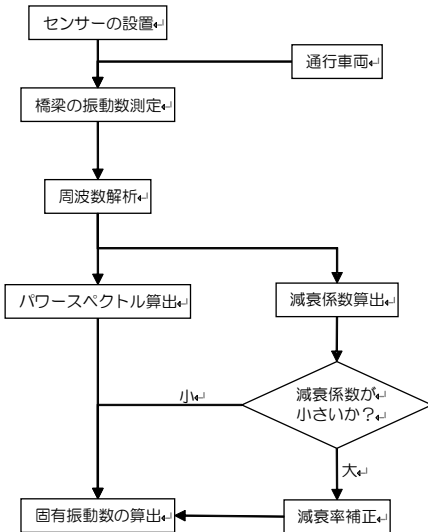 センサーの設置
通行車両
橋梁の振動数測定
周波数解析
パワースペクトル算出
減衰係数算出
減衰係数が
小さいか？
小
大
固有振動数の算出
減衰率補正